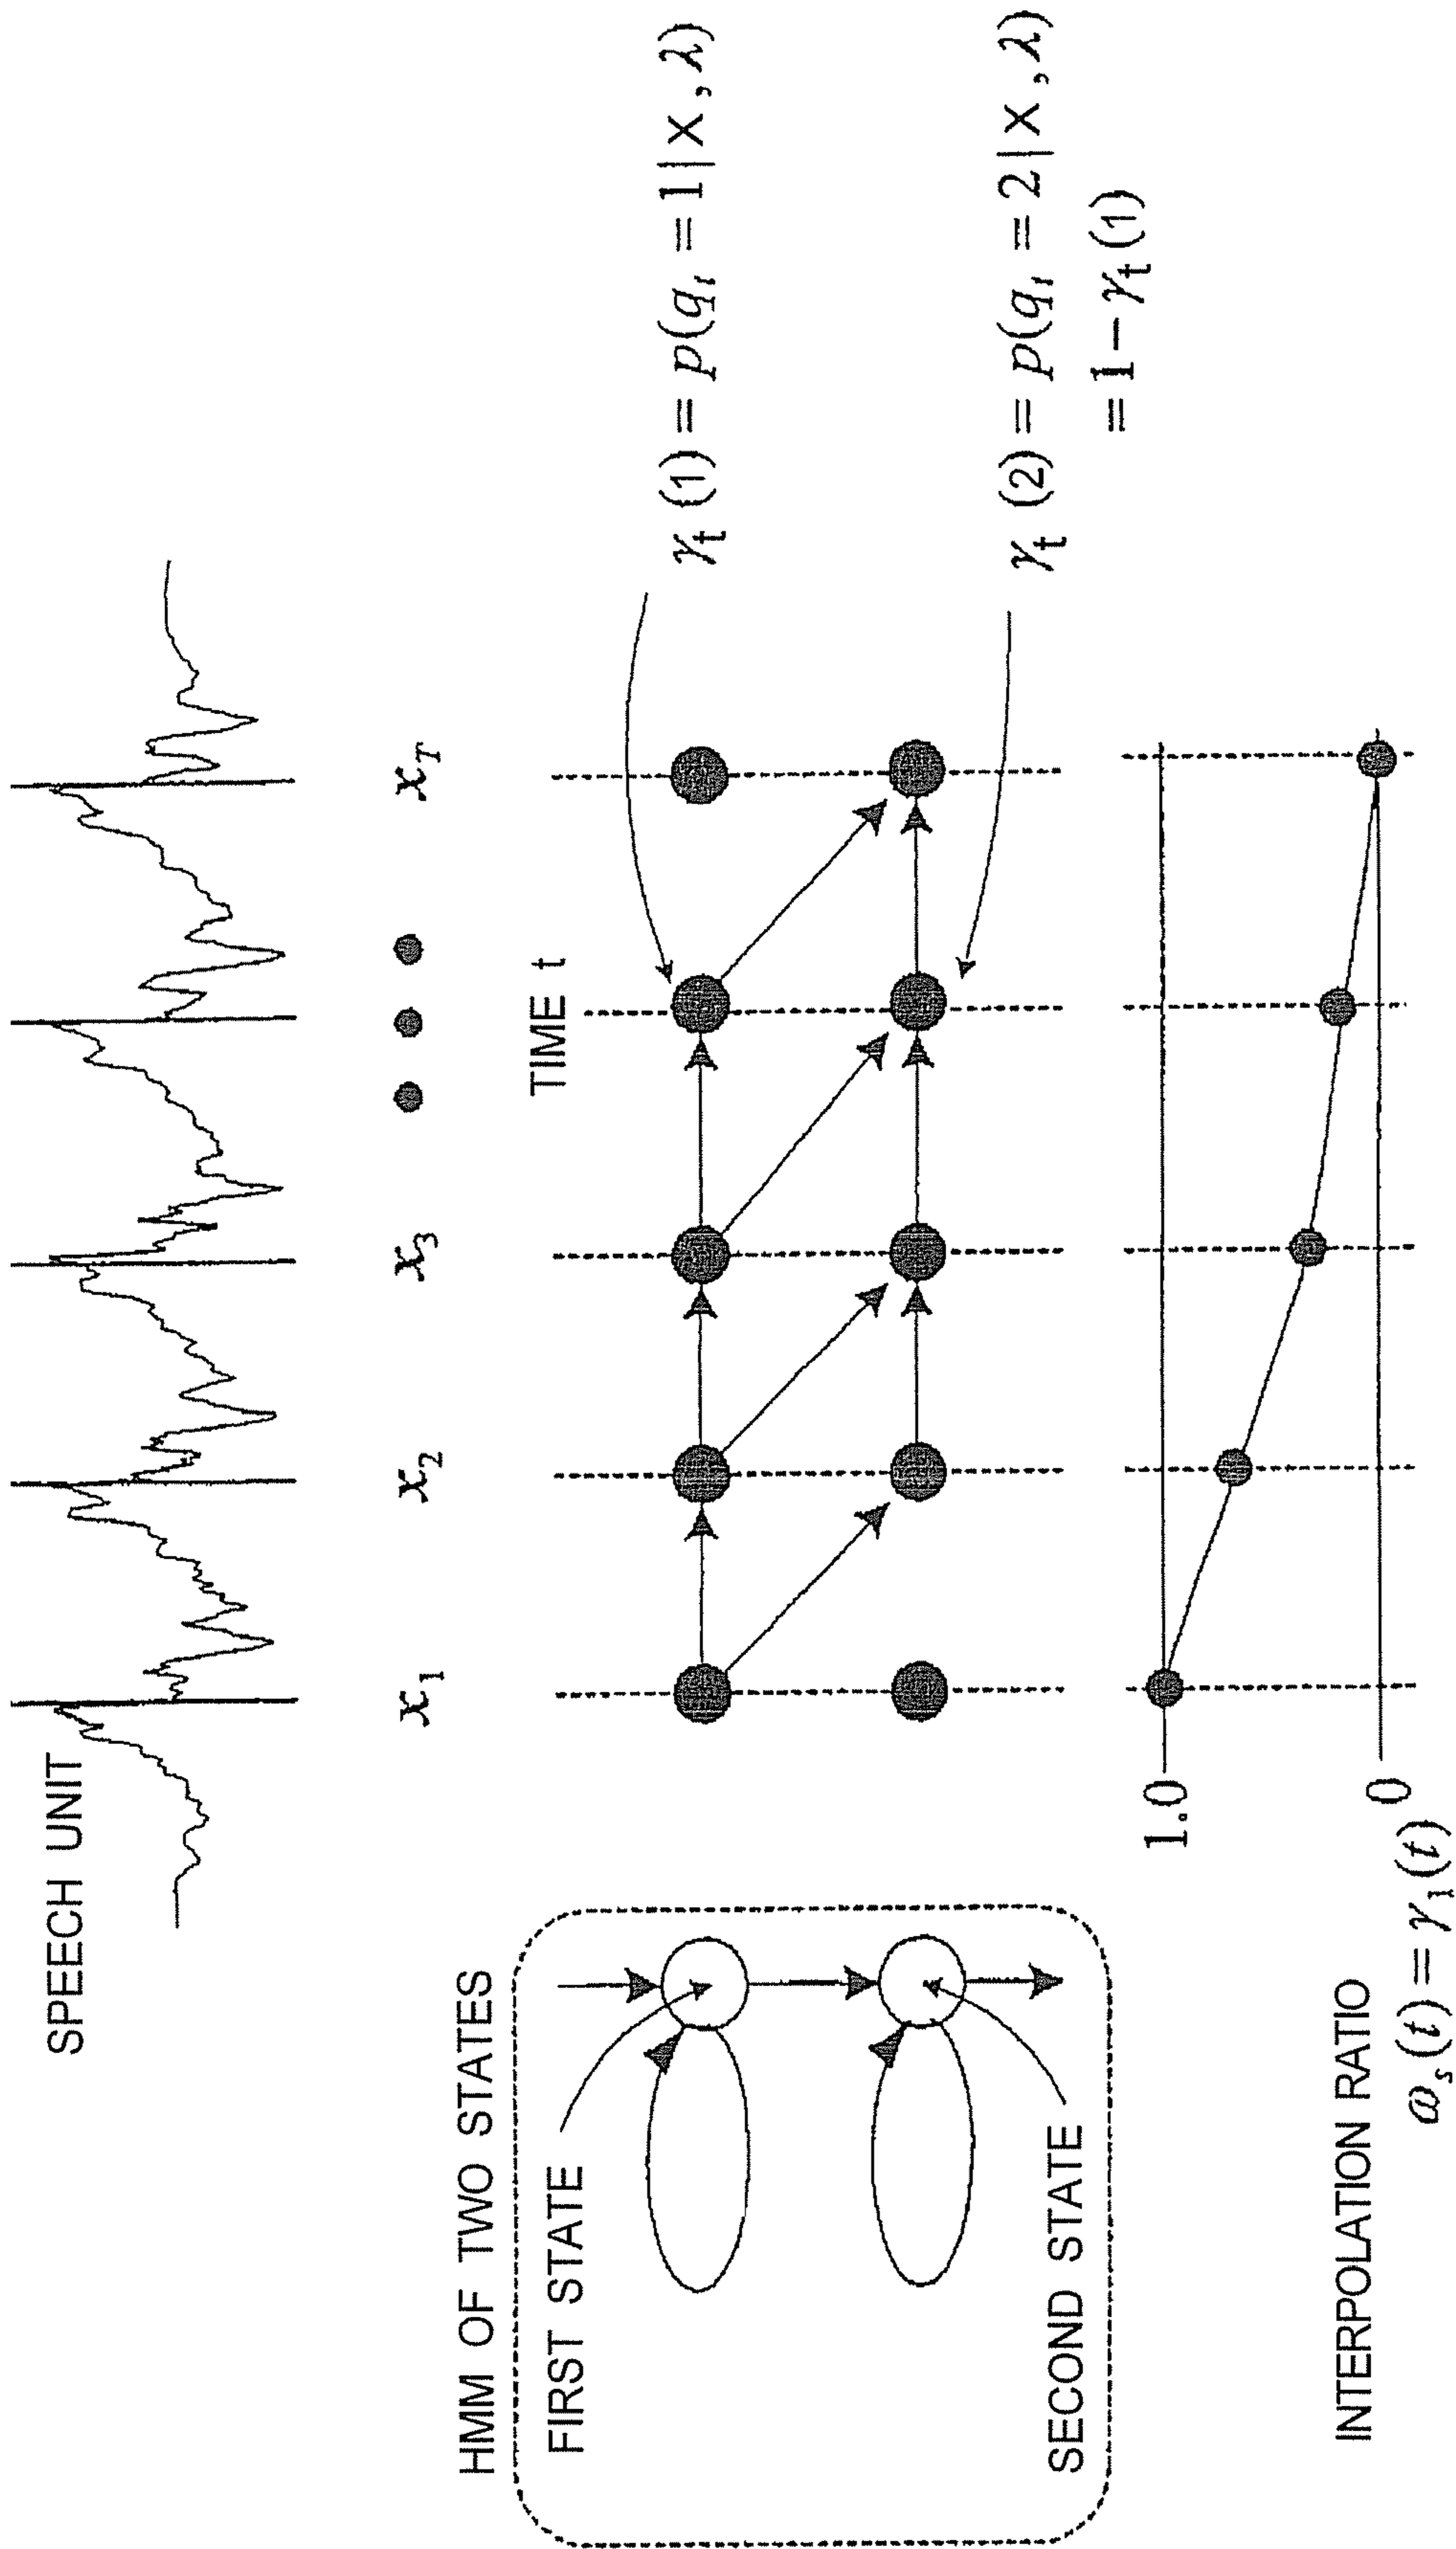 SPEECH UNIT
x₁ x₂ x₃ ● ● ● x_T
HMM OF TWO STATES
FIRST STATE
SECOND STATE
TIME t
γₜ (1) = p(qₜ = 1 | X, λ)
γₜ (2) = p(qₜ = 2 | X, λ)
= 1 − γₜ (1)
1.0
0
INTERPOLATION RATIO
ωₛ(t) = γ₁(t)